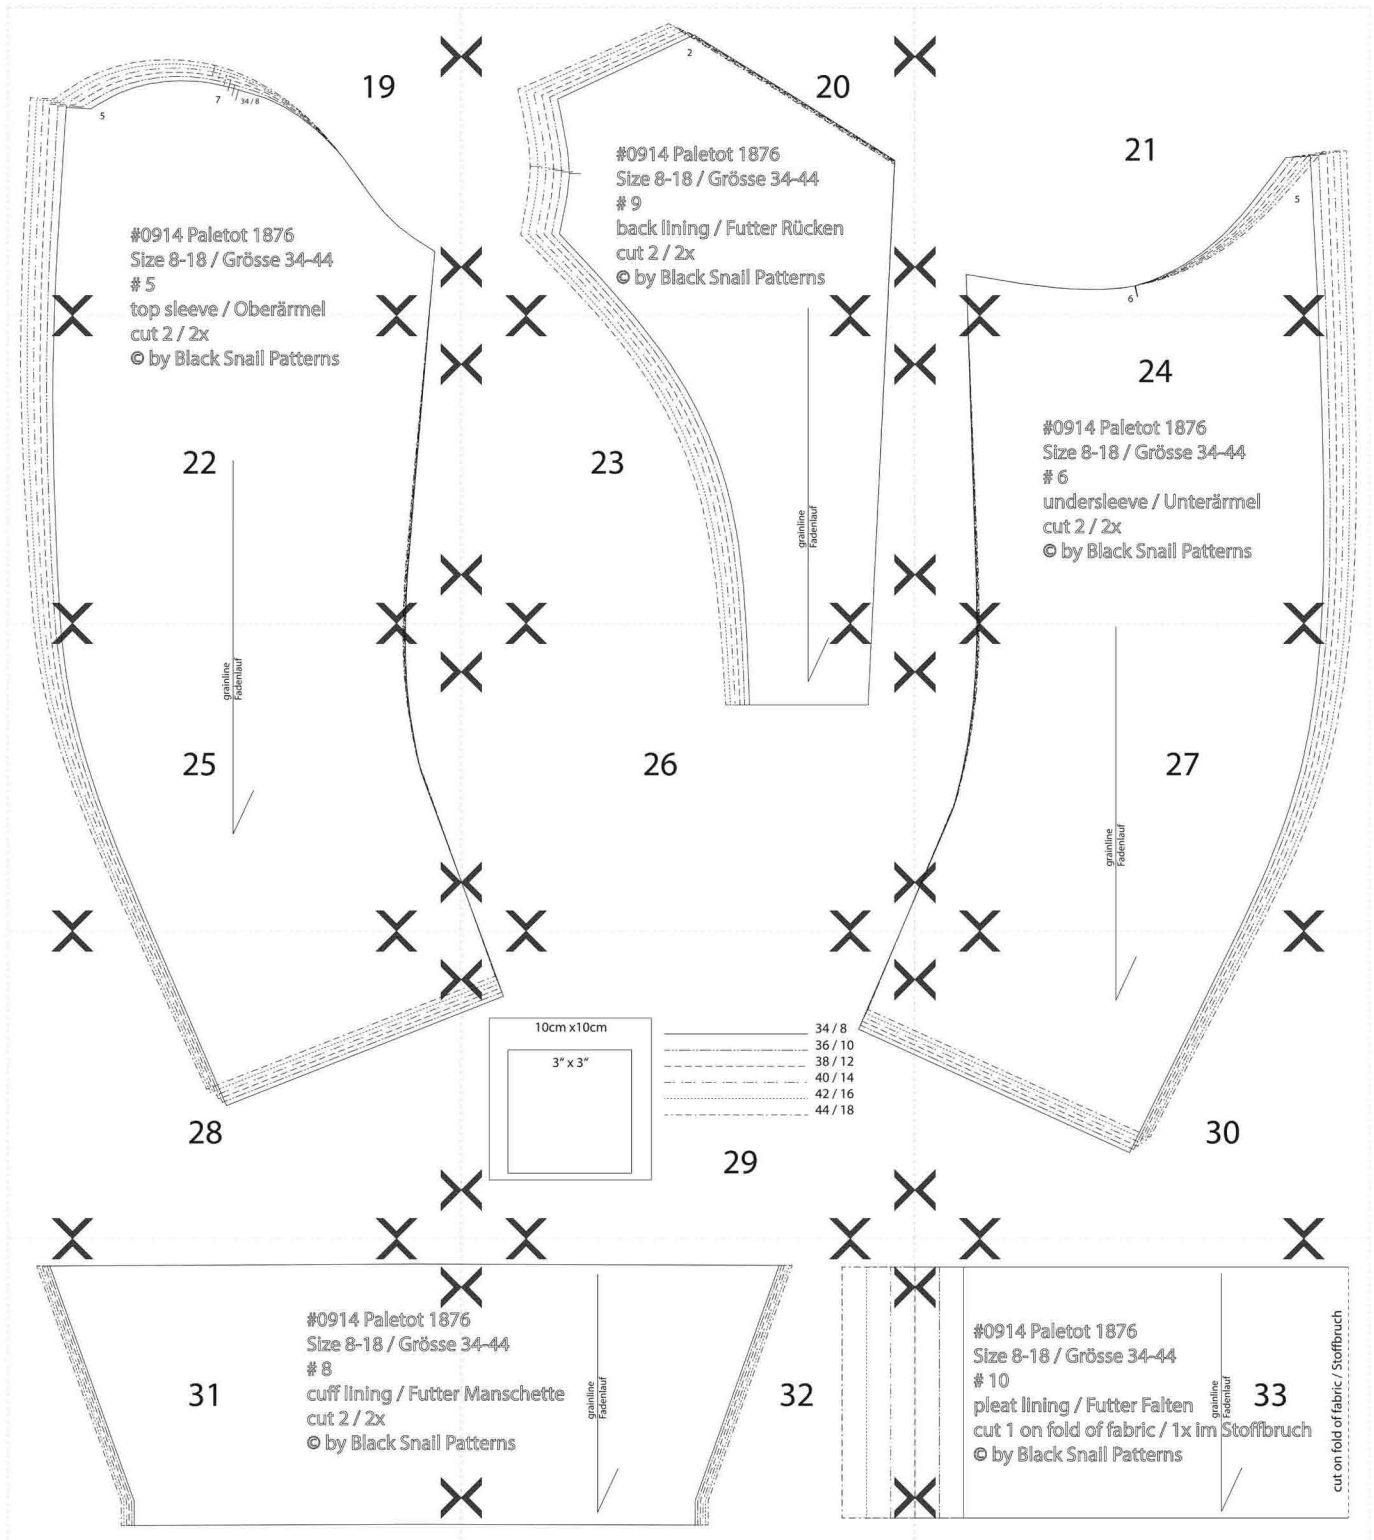 19
20
21
2
5
7
34 / 8
#0914 Paletot 1876
Size 8-18 / Grösse 34-44
# 5
top sleeve / Oberärmel
cut 2 / 2x
© by Black Snail Patterns
#0914 Paletot 1876
Size 8-18 / Grösse 34-44
# 9
back lining / Futter Rücken
cut 2 / 2x
© by Black Snail Patterns
5
6
22
23
24
#0914 Paletot 1876
Size 8-18 / Grösse 34-44
# 6
undersleeve / Unterärmel
cut 2 / 2x
© by Black Snail Patterns
grainline
Fadenlauf
grainline
Fadenlauf
grainline
Fadenlauf
25
26
27
10cm x10cm
3“ x 3“
34 / 8
36 / 10
38 / 12
40 / 14
42 / 16
44 / 18
28
29
30
#0914 Paletot 1876
Size 8-18 / Grösse 34-44
# 8
cuff lining / Futter Manschette
cut 2 / 2x
© by Black Snail Patterns
grainline
Fadenlauf
31
32
#0914 Paletot 1876
Size 8-18 / Grösse 34-44
# 10
pleat lining / Futter Falten
cut 1 on fold of fabric / 1x im Stoffbruch
© by Black Snail Patterns
grainline
Fadenlauf
33
cut on fold of fabric / Stoffbruch